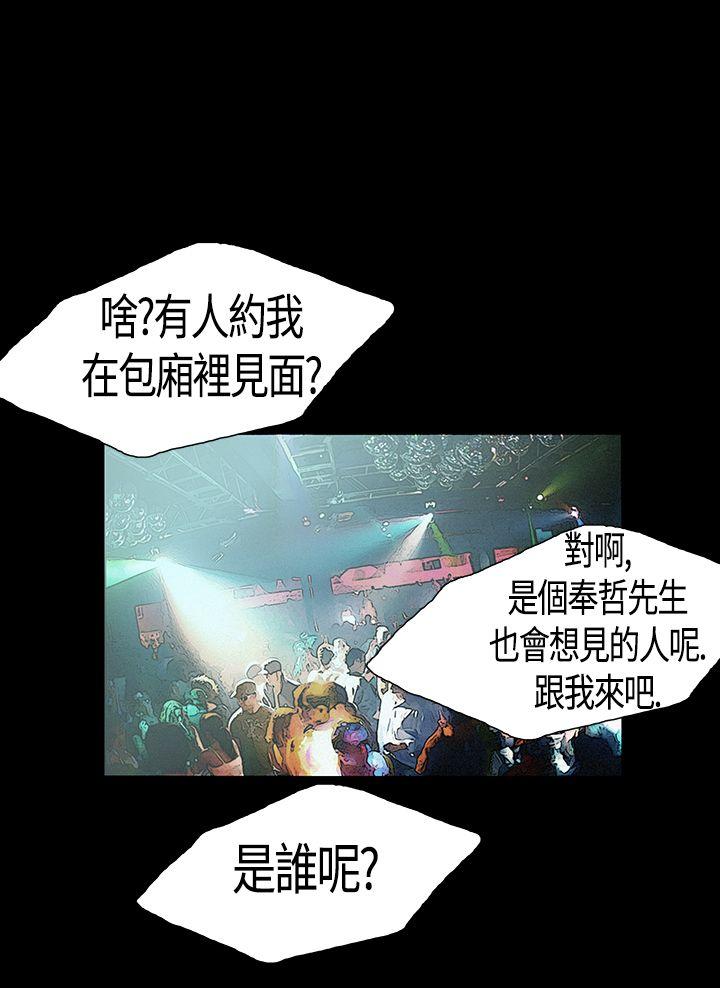 啥?有人約我
在包廂裡見面?
對啊,
是個奉哲先生
也會想見的人呢.
跟我來吧.
是誰呢?